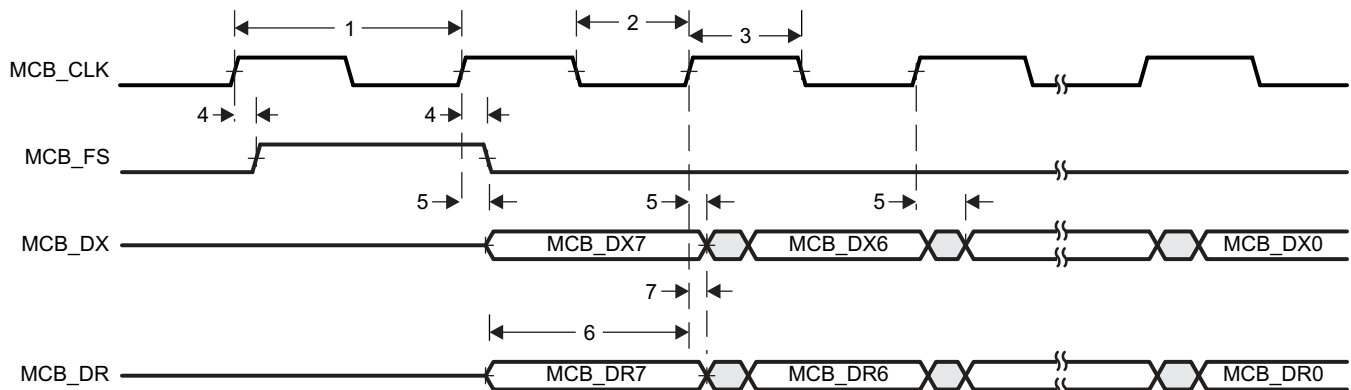 1
2
3
MCB_CLK
4
4
MCB_FS
5
5
5
MCB_DX
MCB_DX7
MCB_DX6
MCB_DX0
7
6
MCB_DR
MCB_DR7
MCB_DR6
MCB_DR0